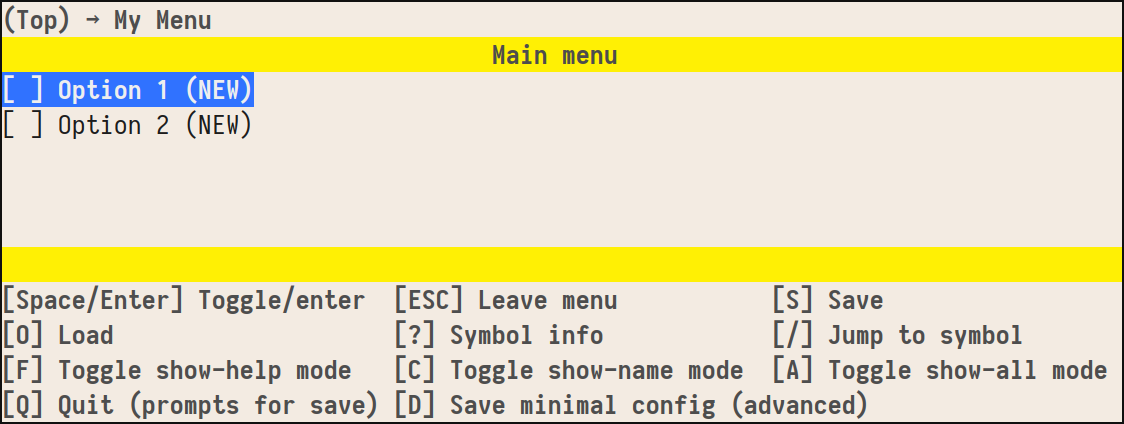 (Top) → My Menu
Main menu
[ ] Option 1 (NEW)
[ ] Option 2 (NEW)
[Space/Enter] Toggle/enter [ESC] Leave menu [S] Save
[O] Load [?] Symbol info [/] Jump to symbol
[F] Toggle show-help mode [C] Toggle show-name mode [A] Toggle show-all mode
[Q] Quit (prompts for save) [D] Save minimal config (advanced)